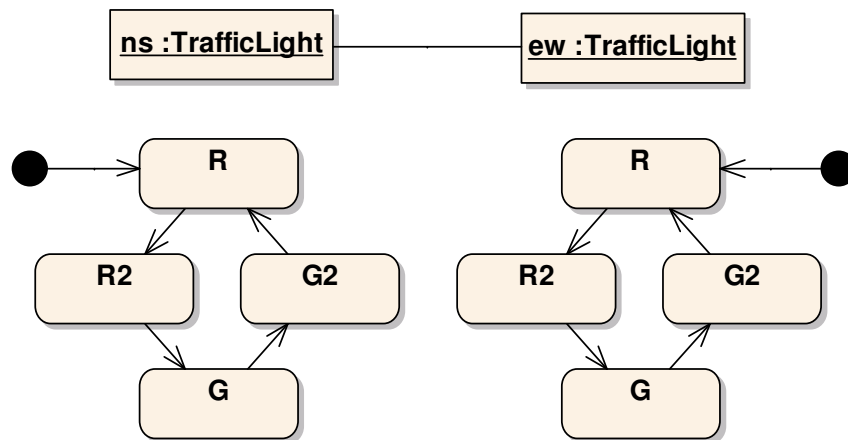 ns :TrafficLight ew :TrafficLight
R R
R2 G2 R2 G2
G G